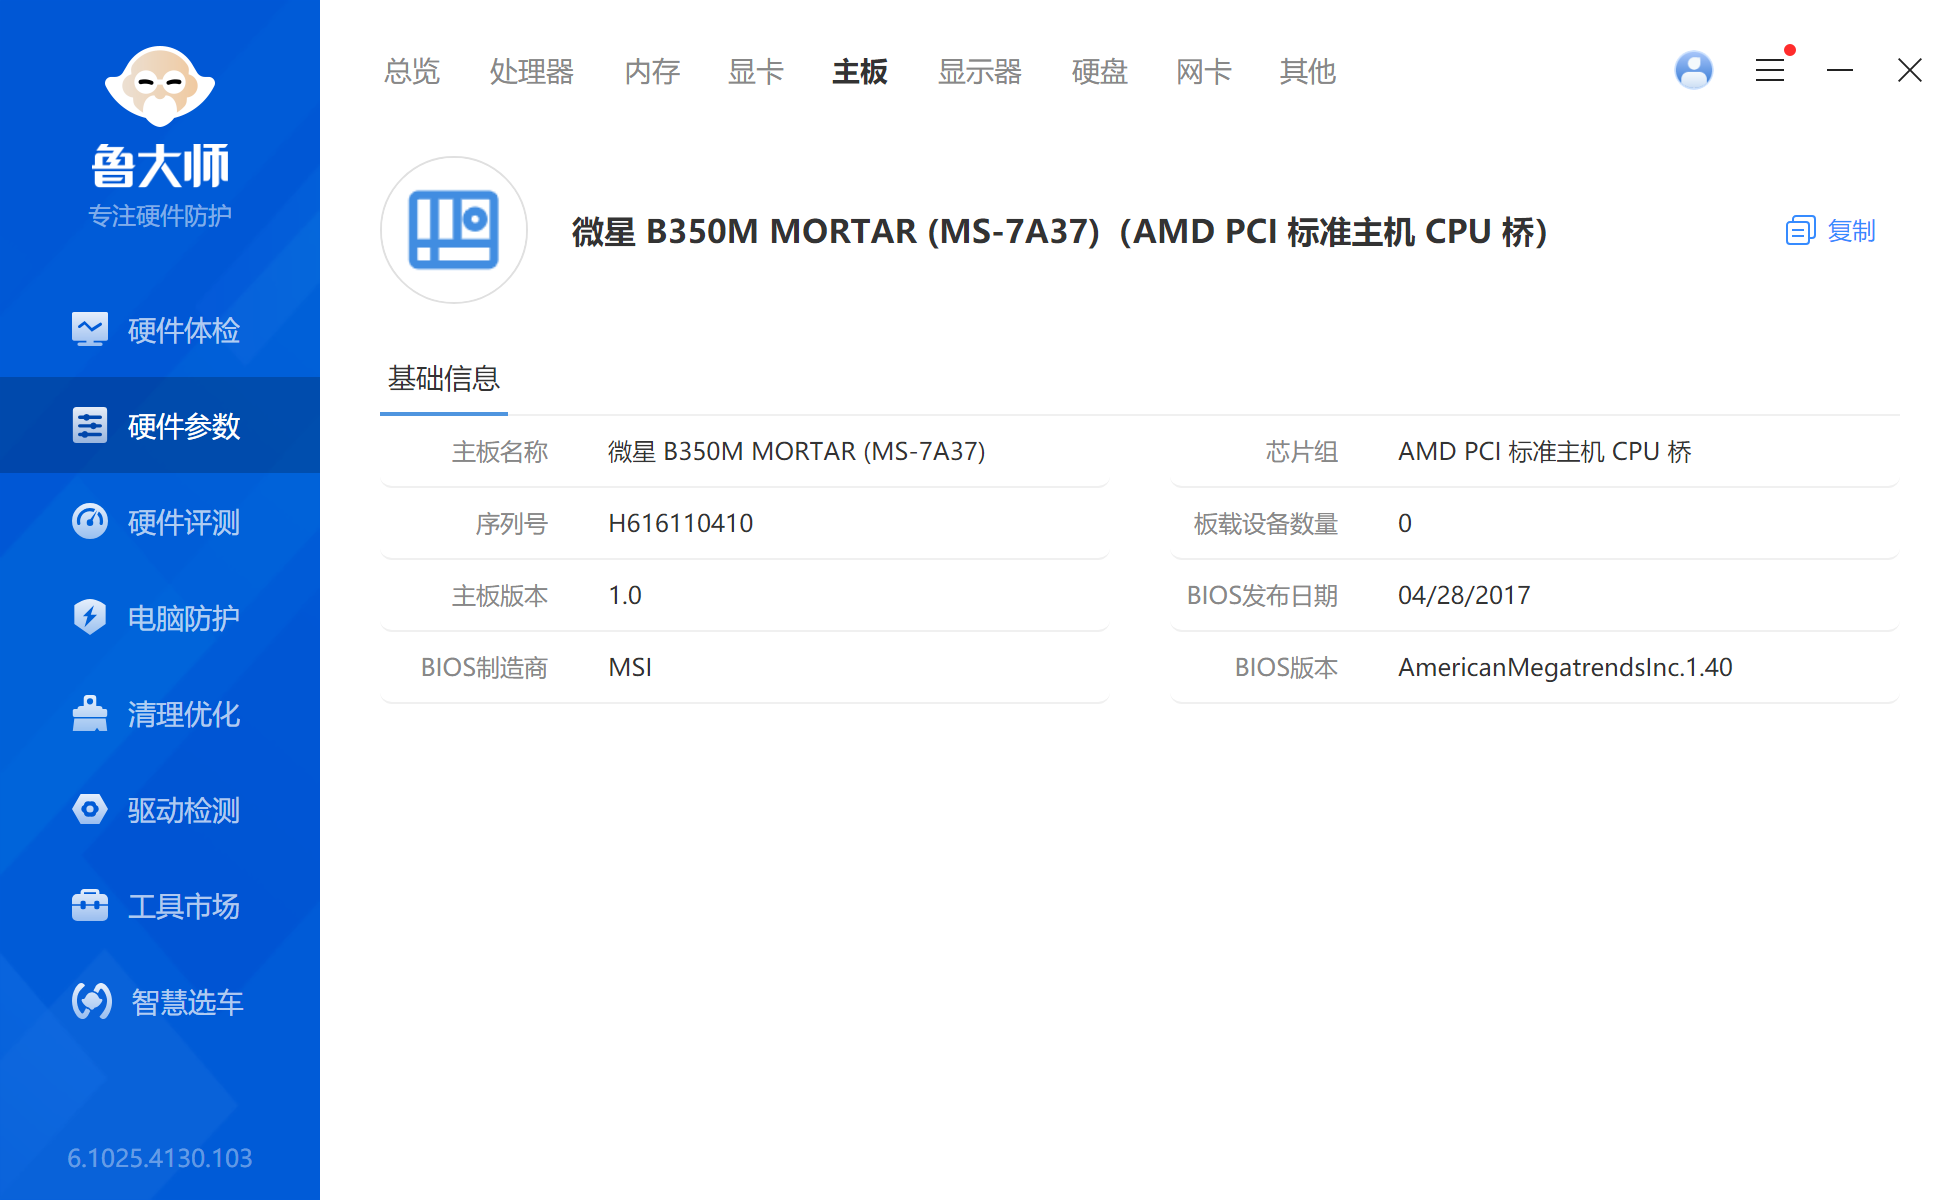 鲁大师
专注硬件防护
硬件体检
硬件参数
硬件评测
电脑防护
清理优化
驱动检测
工具市场
智慧选车
6.1025.4130.103
总览 处理器 内存 显卡 主板 显示器 硬盘 网卡 其他
微星 B350M MORTAR (MS-7A37)（AMD PCI 标准主机 CPU 桥）
复制
基础信息
主板名称 微星 B350M MORTAR (MS-7A37) 芯片组 AMD PCI 标准主机 CPU 桥
序列号 H616110410 板载设备数量 0
主板版本 1.0 BIOS发布日期 04/28/2017
BIOS制造商 MSI BIOS版本 AmericanMegatrendsInc.1.40